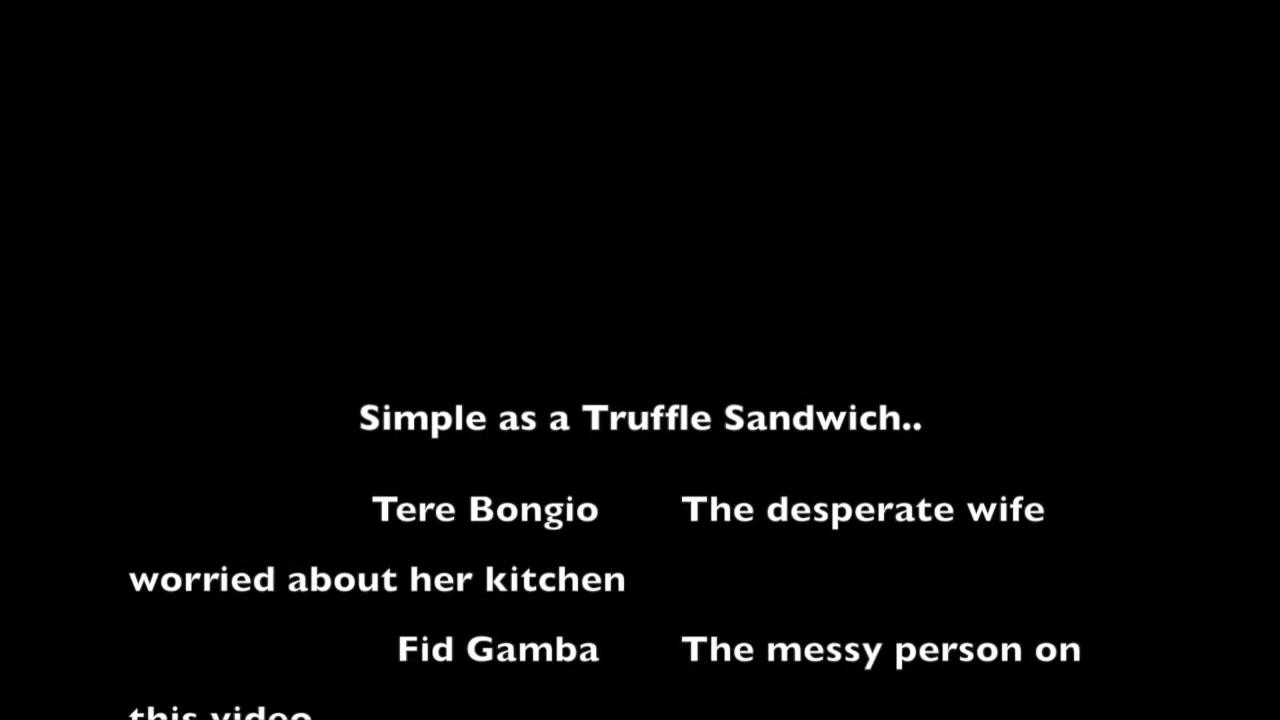 Simple as a Truffle Sandwich..
Tere Bongio The desperate wife
worried about her kitchen
Fid Gamba The messy person on
this video